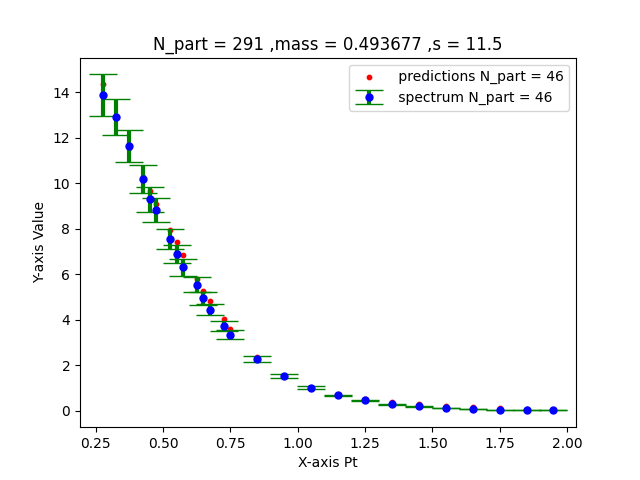 N_part = 291 ,mass = 0.493677 ,s = 11.5
predictions N_part = 46
spectrum N_part = 46
Y-axis Value
14
12
10
8
6
4
2
0
0.25 0.50 0.75 1.00 1.25 1.50 1.75 2.00
X-axis Pt